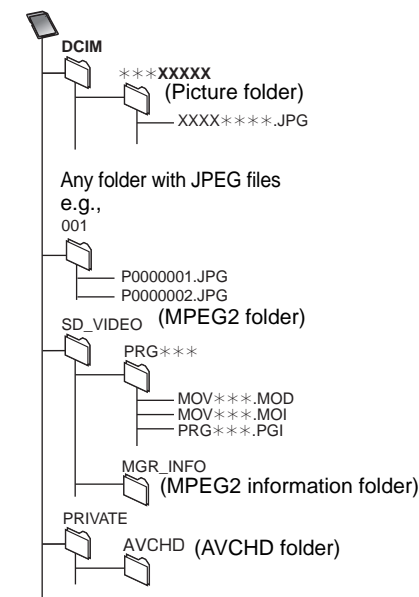 DCIM
＊＊＊XXXXX
(Picture folder)
XXXX＊＊＊＊.JPG
Any folder with JPEG files
e.g.,
001
P0000001.JPG
P0000002.JPG
SD_VIDEO (MPEG2 folder)
PRG＊＊＊
MOV＊＊＊.MOD
MOV＊＊＊.MOI
PRG＊＊＊.PGI
MGR_INFO
(MPEG2 information folder)
PRIVATE
AVCHD (AVCHD folder)